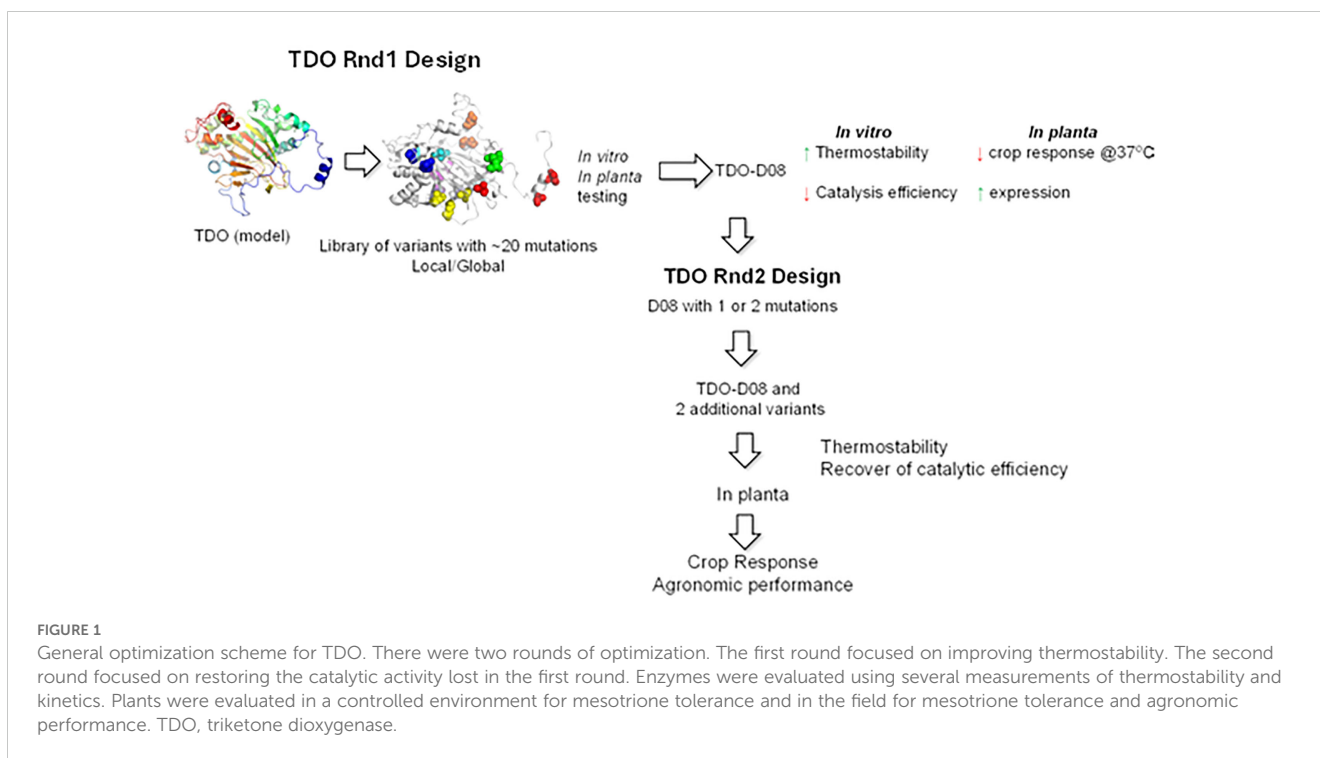 TDO Rnd1 Design
TDO (model)
Library of variants with ~20 mutations
Local/Global
In vitro
In planta
testing
TDO-D08
In vitro
↑ Thermostability
↓ Catalysis efficiency
In planta
↓ crop response @37°C
↑ expression
TDO Rnd2 Design
D08 with 1 or 2 mutations
TDO-D08 and
2 additional variants
Thermostability
Recover of catalytic efficiency
In planta
Crop Response
Agronomic performance
FIGURE 1
General optimization scheme for TDO. There were two rounds of optimization. The first round focused on improving thermostability. The second
round focused on restoring the catalytic activity lost in the first round. Enzymes were evaluated using several measurements of thermostability and
kinetics. Plants were evaluated in a controlled environment for mesotrione tolerance and in the field for mesotrione tolerance and agronomic
performance. TDO, triketone dioxygenase.